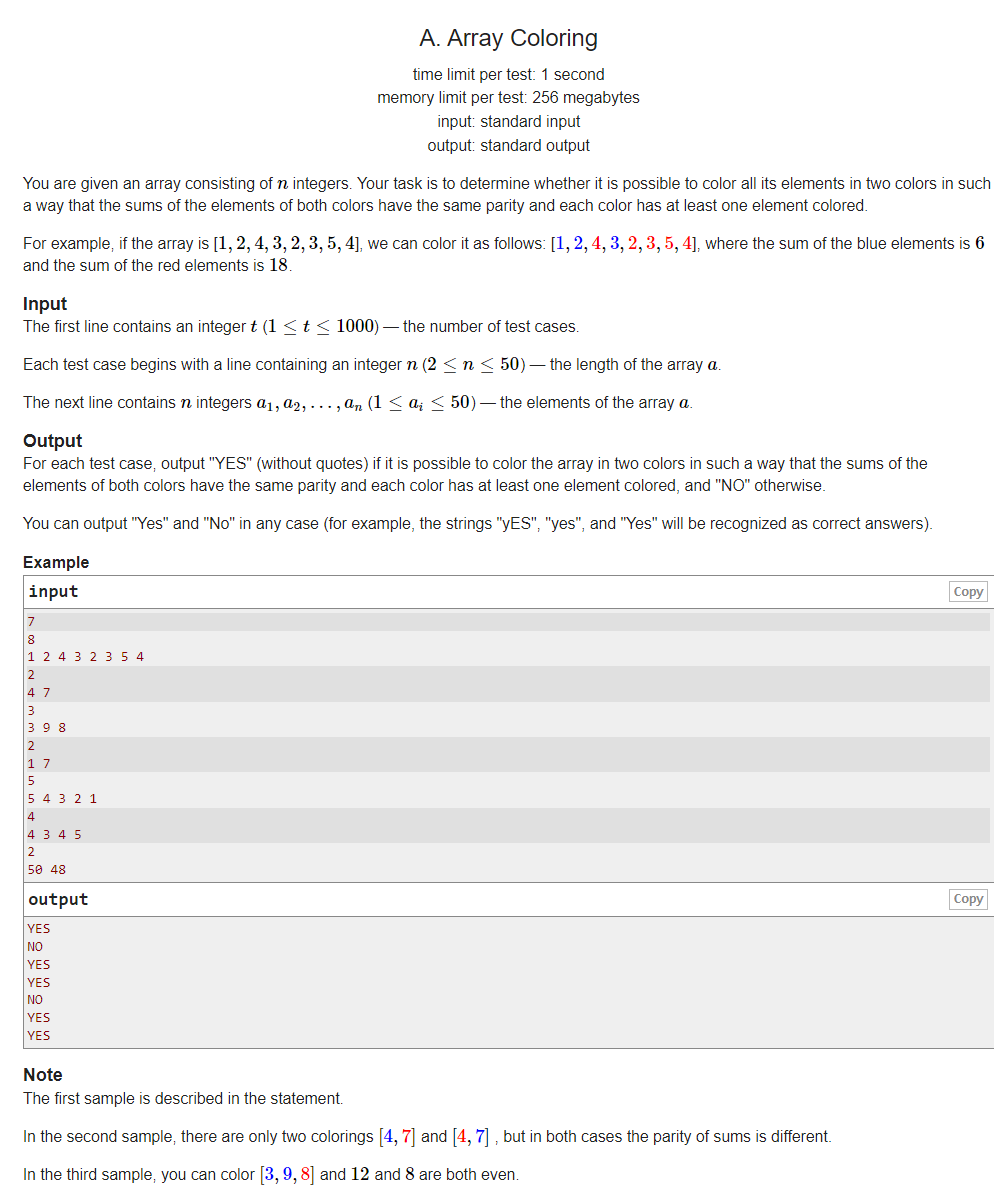 A. Array Coloring
time limit per test: 1 second
memory limit per test: 256 megabytes
input: standard input
output: standard output
You are given an array consisting of n integers. Your task is to determine whether it is possible to color all its elements in two colors in such
a way that the sums of the elements of both colors have the same parity and each color has at least one element colored.
For example, if the array is [1, 2, 4, 3, 2, 3, 5, 4], we can color it as follows: [1, 2, 4, 3, 2, 3, 5, 4], where the sum of the blue elements is 6
and the sum of the red elements is 18.
Input
The first line contains an integer t (1 ≤ t ≤ 1000) — the number of test cases.
Each test case begins with a line containing an integer n (2 ≤ n ≤ 50) — the length of the array a.
The next line contains n integers a₁, a₂, . . . , aₙ (1 ≤ aᵢ ≤ 50) — the elements of the array a.
Output
For each test case, output "YES" (without quotes) if it is possible to color the array in two colors in such a way that the sums of the
elements of both colors have the same parity and each color has at least one element colored, and "NO" otherwise.
You can output "Yes" and "No" in any case (for example, the strings "yES", "yes", and "Yes" will be recognized as correct answers).
Example
input Copy
7
8
1 2 4 3 2 3 5 4
2
4 7
3
3 9 8
2
1 7
5
5 4 3 2 1
4
4 3 4 5
2
50 48
output Copy
YES
NO
YES
YES
NO
YES
YES
Note
The first sample is described in the statement.
In the second sample, there are only two colorings [4, 7] and [4, 7] , but in both cases the parity of sums is different.
In the third sample, you can color [3, 9, 8] and 12 and 8 are both even.